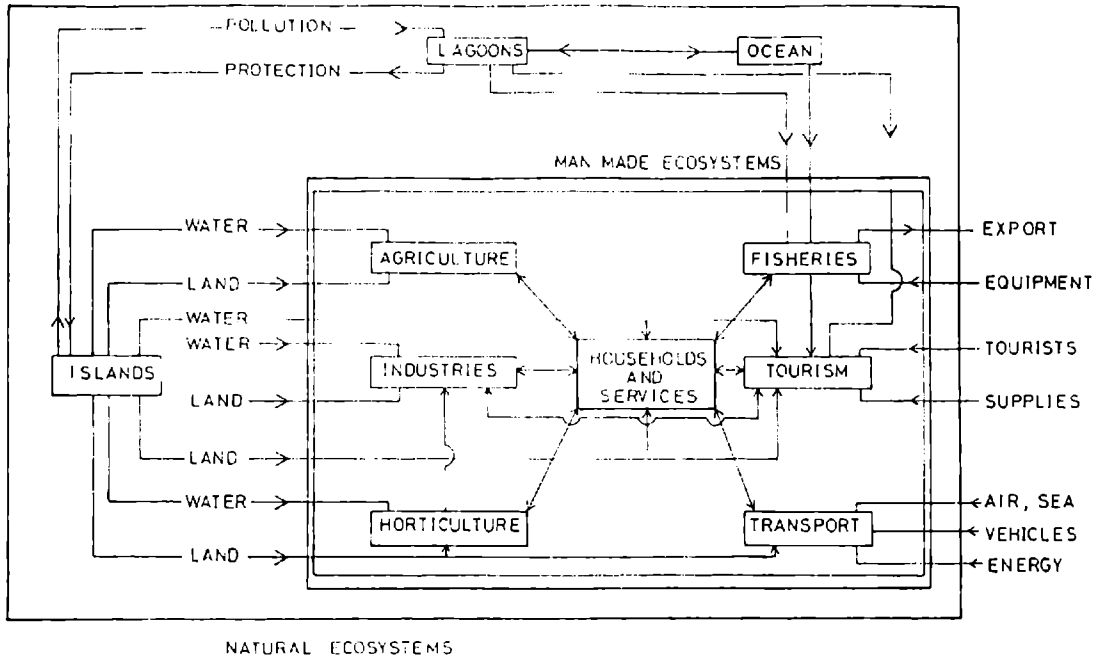 POLLUTION
LAGOONS
OCEAN
PROTECTION
MAN MADE ECOSYSTEMS
WATER
EXPORT
AGRICULTURE
FISHERIES
LAND
EQUIPMENT
WATER
WATER
TOURISTS
ISLANDS
INDUSTRIES
HOUSEHOLDS
AND
SERVICES
TOURISM
LAND
SUPPLIES
LAND
WATER
AIR, SEA
HORTICULTURE
TRANSPORT
VEHICLES
LAND
ENERGY
NATURAL ECOSYSTEMS